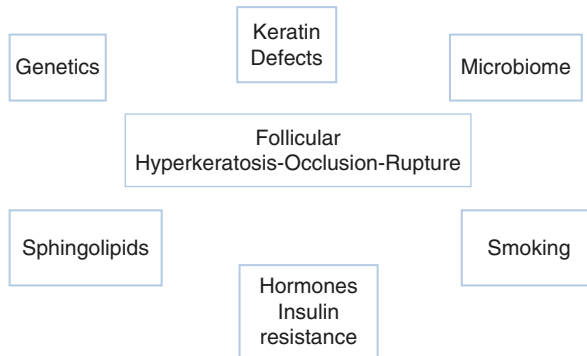 Genetics
Keratin
Defects
Microbiome
Follicular
Hyperkeratosis-Occlusion-Rupture
Sphingolipids
Smoking
Hormones
Insulin
resistance